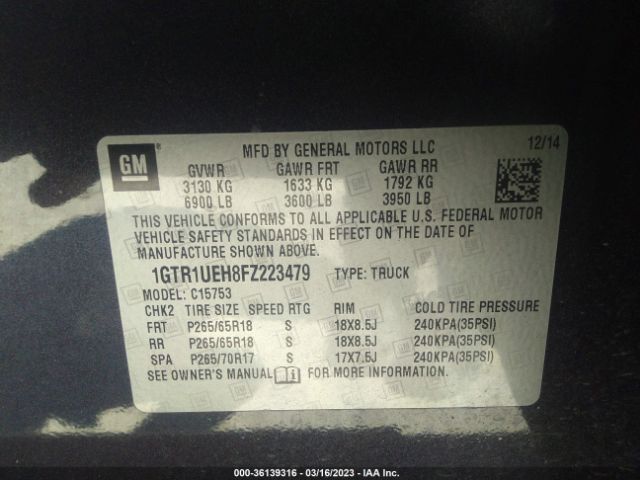 GM ®
MFD BY GENERAL MOTORS LLC 12/14
GVWR GAWR FRT GAWR RR
3130 KG 1633 KG 1792 KG
6900 LB 3600 LB 3950 LB
THIS VEHICLE CONFORMS TO ALL APPLICABLE U.S. FEDERAL MOTOR
VEHICLE SAFETY STANDARDS IN EFFECT ON THE DATE OF
MANUFACTURE SHOWN ABOVE.
1GTR1UEH8FZ223479 TYPE: TRUCK
MODEL: C15753
CHK2 TIRE SIZE SPEED RTG RIM COLD TIRE PRESSURE
FRT P265/65R18 S 18X8.5J 240KPA(35PSI)
RR P265/65R18 S 18X8.5J 240KPA(35PSI)
SPA P265/70R17 S 17X7.5J 240KPA(35PSI)
SEE OWNER'S MANUAL FOR MORE INFORMATION.
000-36139316 - 03/16/2023 - IAA Inc.